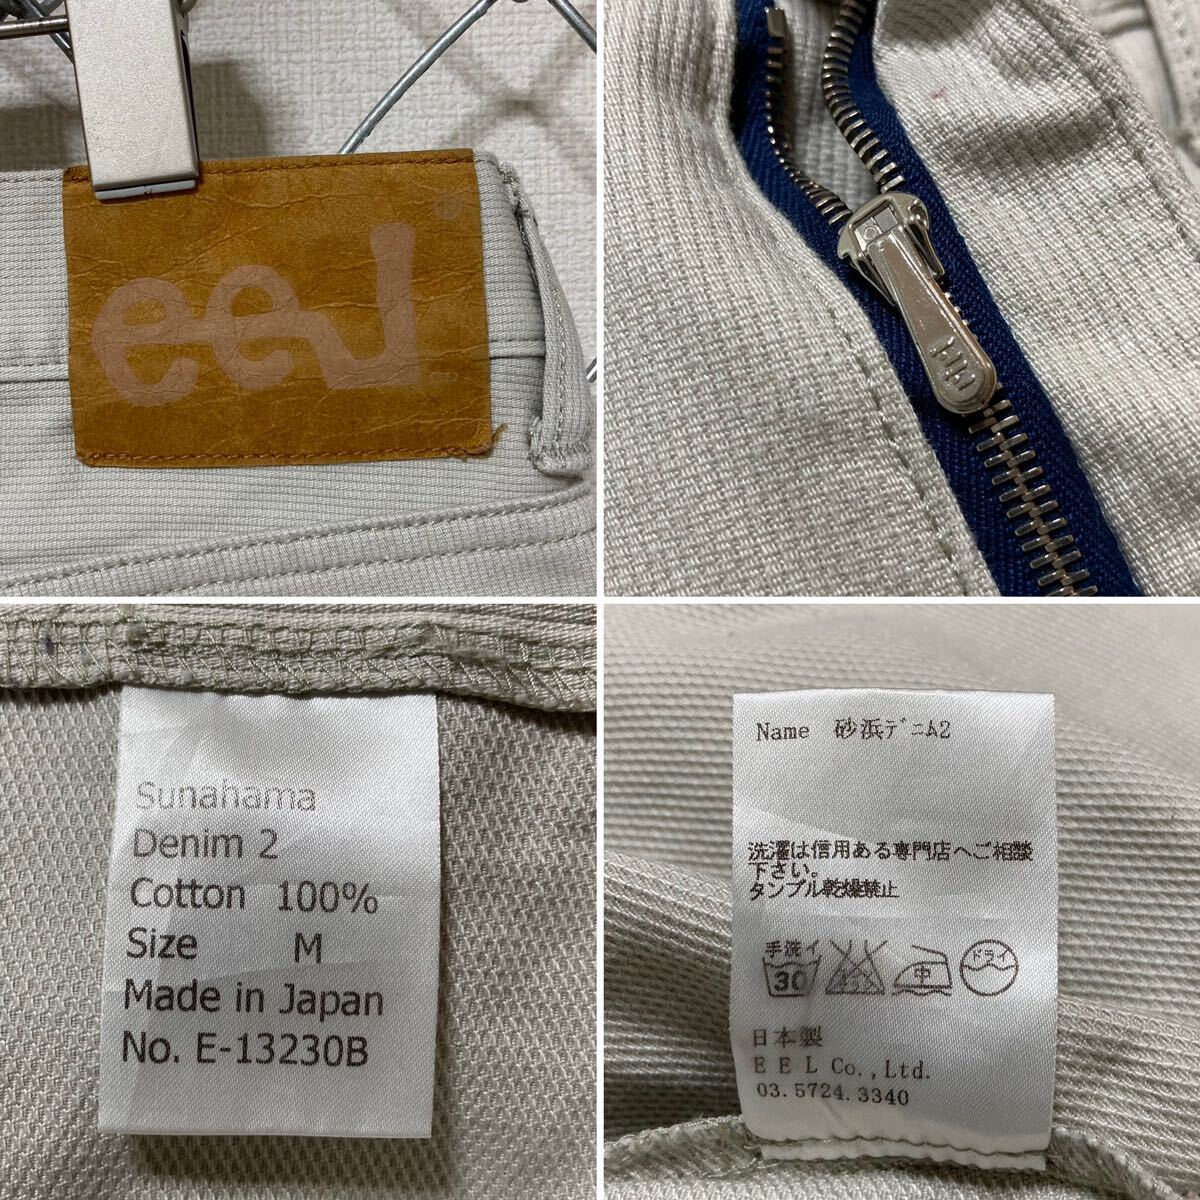 eel
Sunahama
Denim 2
Cotton 100%
Size M
Made in Japan
No. E-13230B
Name 砂浜ﾃﾞﾆﾑ2
洗濯は信用ある専門店へご相談
下さい。
タンブル乾燥禁止
手洗イ
30
中
ドライ
日本製
EEL Co.,Ltd.
03.5724.3340